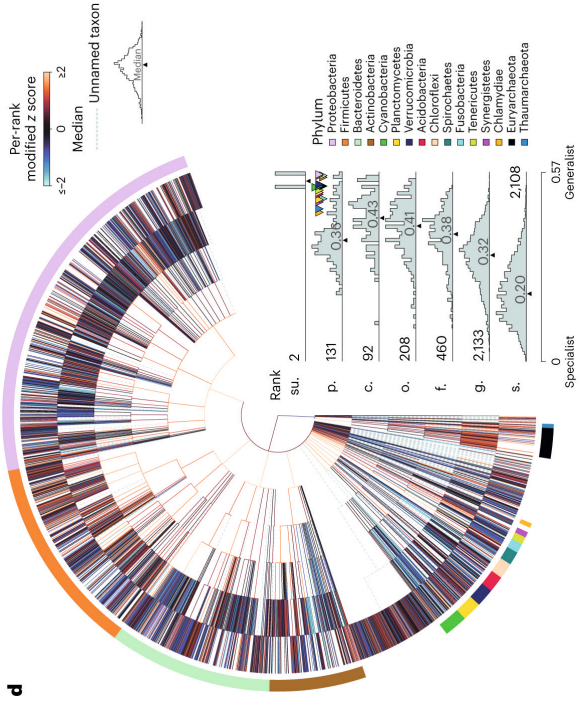 d
Per-rank
modified z score
≤−2 0 ≥2
Median
Unnamed taxon
Median
Rank
su. 2
p. 131 0.36
c. 92 0.43
o. 208 0.41
f. 460 0.38
g. 2,133 0.32
s. 0.20 2,108
0 0.57
Specialist Generalist
Phylum
Proteobacteria
Firmicutes
Bacteroidetes
Actinobacteria
Cyanobacteria
Planctomycetes
Verrucomicrobia
Acidobacteria
Chloroflexi
Spirochaetes
Fusobacteria
Tenericutes
Synergistetes
Chlamydiae
Euryarchaeota
Thaumarchaeota